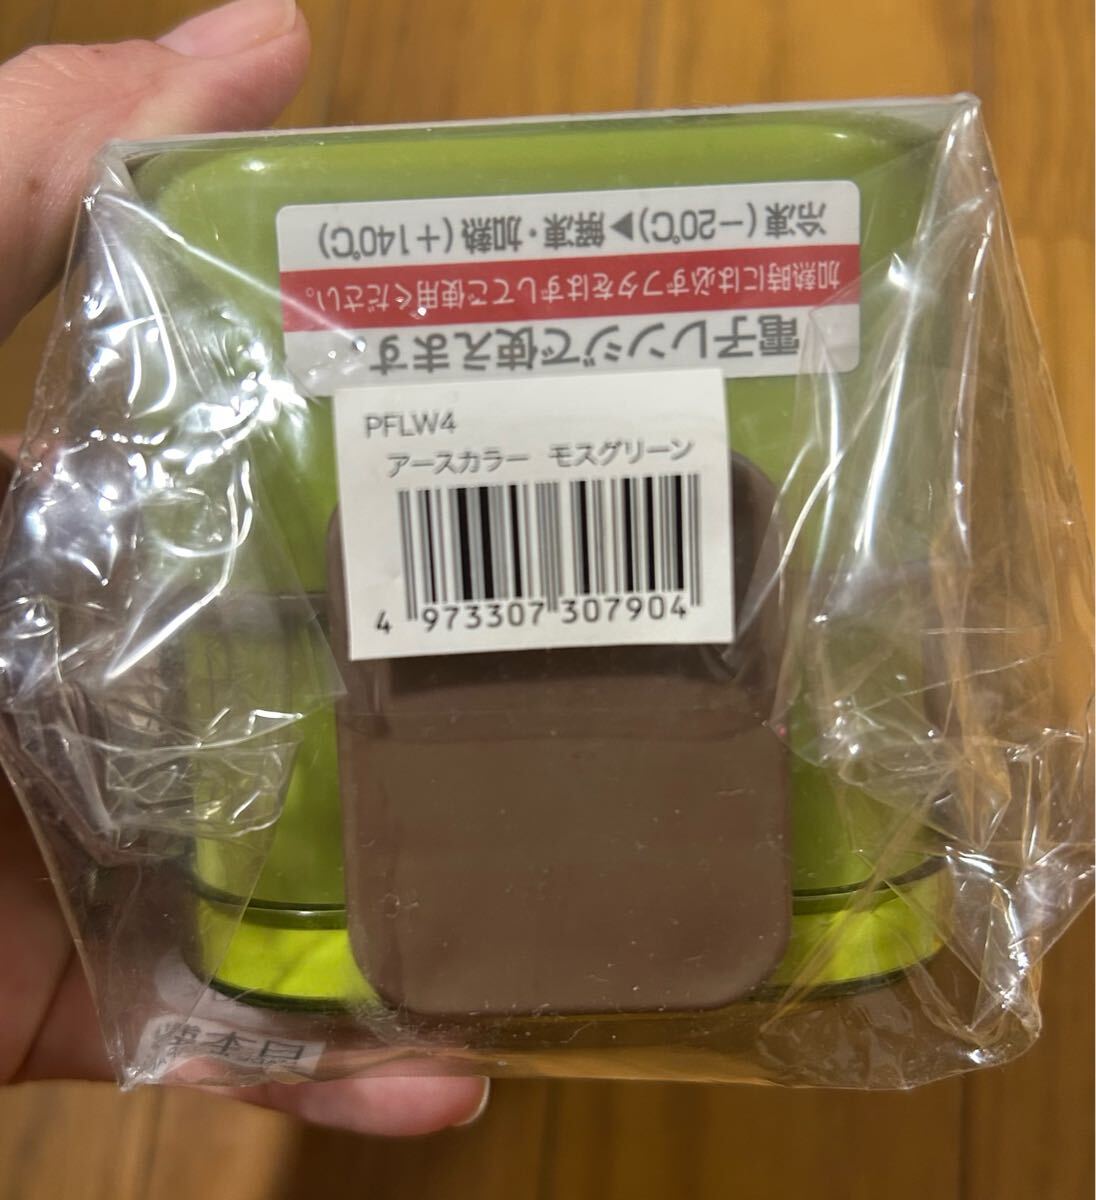 電子レンジで使えます
加熱時には必ずフタをはずしてご使用ください。
冷凍(−20℃)▶解凍・加熱(+140℃)
PFLW4
アースカラー モスグリーン
4 973307 307904
日本